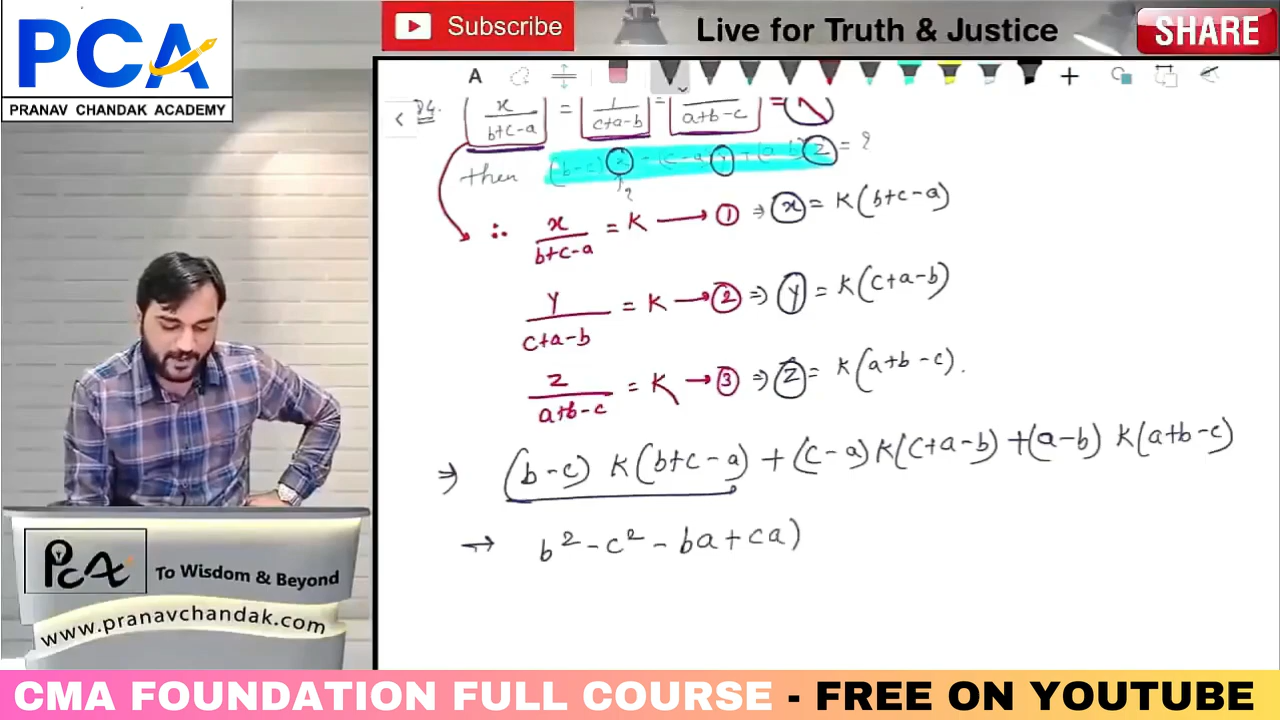 PCA
PRANAV CHANDAK ACADEMY
Subscribe
Live for Truth & Justice
SHARE
A
84. x/(b+c-a) = /(c+a-b) = /(a+b-c) =
then (b-c) x + (c-a) y + (a-b) z = ?
?
∴ x/(b+c-a) = K → ① ⇒ x = K(b+c-a)
y/(c+a-b) = K → ② ⇒ y = K(c+a-b)
z/(a+b-c) = K → ③ ⇒ z = K(a+b-c).
⇒ (b-c) K(b+c-a) + (c-a) K(c+a-b) + (a-b) K(a+b-c)
→ b² - c² - ba + ca)
PCA To Wisdom & Beyond
www.pranavchandak.com
CMA FOUNDATION FULL COURSE - FREE ON YOUTUBE